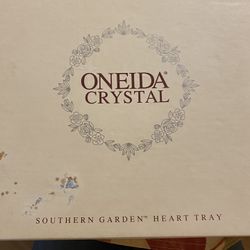 ONEIDA®
CRYSTAL
SOUTHERN GARDEN™ HEART TRAY